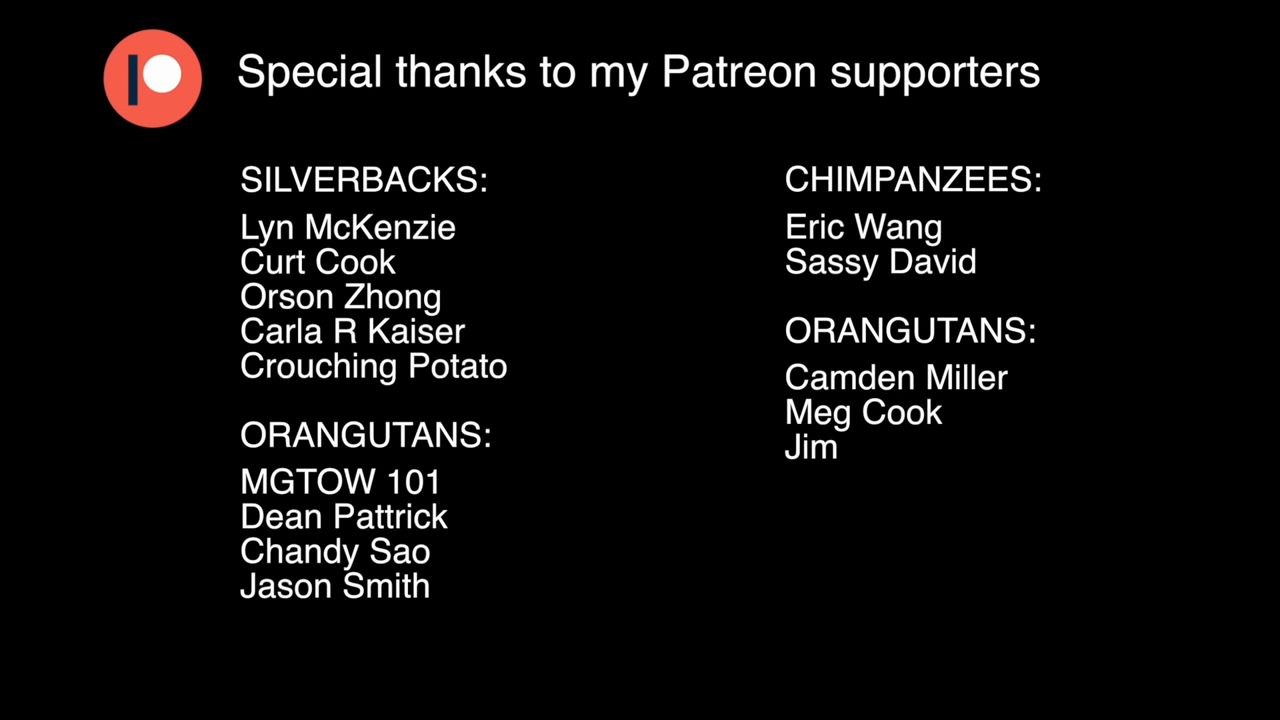 Special thanks to my Patreon supporters
SILVERBACKS:
Lyn McKenzie
Curt Cook
Orson Zhong
Carla R Kaiser
Crouching Potato
ORANGUTANS:
MGTOW 101
Dean Pattrick
Chandy Sao
Jason Smith
CHIMPANZEES:
Eric Wang
Sassy David
ORANGUTANS:
Camden Miller
Meg Cook
Jim